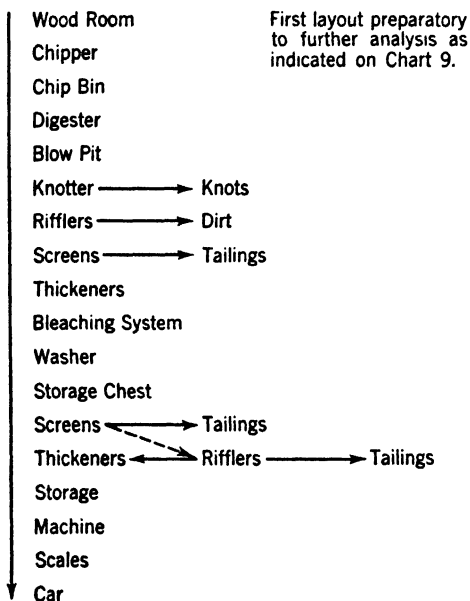 Wood Room
First layout preparatory
to further analysis as
indicated on Chart 9.
Chipper
Chip Bin
Digester
Blow Pit
Knotter Knots
Rifflers Dirt
Screens Tailings
Thickeners
Bleaching System
Washer
Storage Chest
Screens Tailings
Thickeners Rifflers Tailings
Storage
Machine
Scales
Car